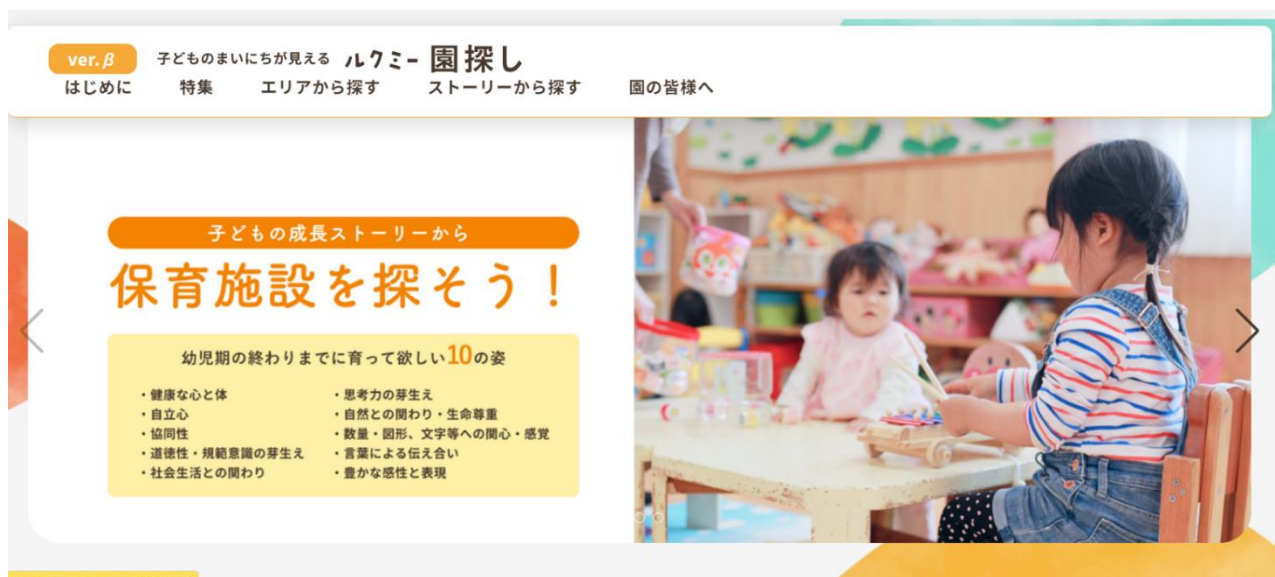 ver.β 子どものまいにちが見える ルクミー 園探し
はじめに 特集 エリアから探す ストーリーから探す 園の皆様へ
子どもの成長ストーリーから
保育施設を探そう！
幼児期の終わりまでに育って欲しい10の姿
・健康な心と体
・自立心
・協同性
・道徳性・規範意識の芽生え
・社会生活との関わり
・思考力の芽生え
・自然との関わり・生命尊重
・数量・図形、文字等への関心・感覚
・言葉による伝え合い
・豊かな感性と表現